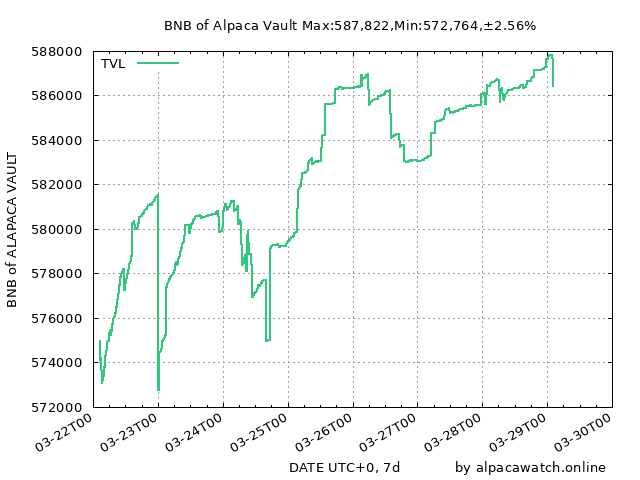 BNB of Alpaca Vault Max:587,822,Min:572,764,±2.56%
TVL
588000
586000
584000
582000
580000
578000
576000
574000
572000
BNB of ALAPACA VAULT
03-22T00
03-23T00
03-24T00
03-25T00
03-26T00
03-27T00
03-28T00
03-29T00
03-30T00
DATE UTC+0, 7d
by alpacawatch.online